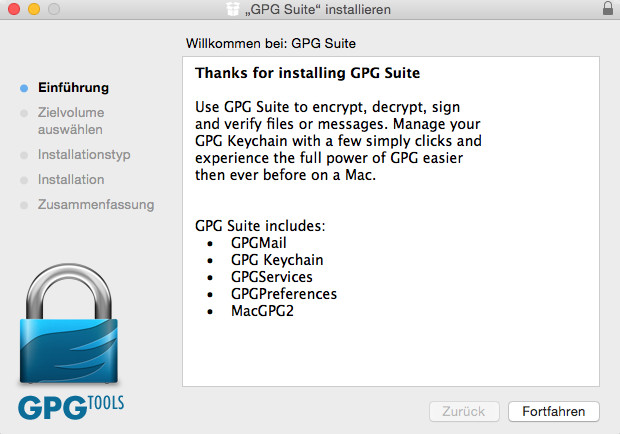 „GPG Suite“ installieren
Willkommen bei: GPG Suite
Einführung
Zielvolume
auswählen
Installationstyp
Installation
Zusammenfassung
Thanks for installing GPG Suite
Use GPG Suite to encrypt, decrypt, sign
and verify files or messages. Manage your
GPG Keychain with a few simply clicks and
experience the full power of GPG easier
then ever before on a Mac.
GPG Suite includes:
• GPGMail
• GPG Keychain
• GPGServices
• GPGPreferences
• MacGPG2
GPGTOOLS
Zurück
Fortfahren